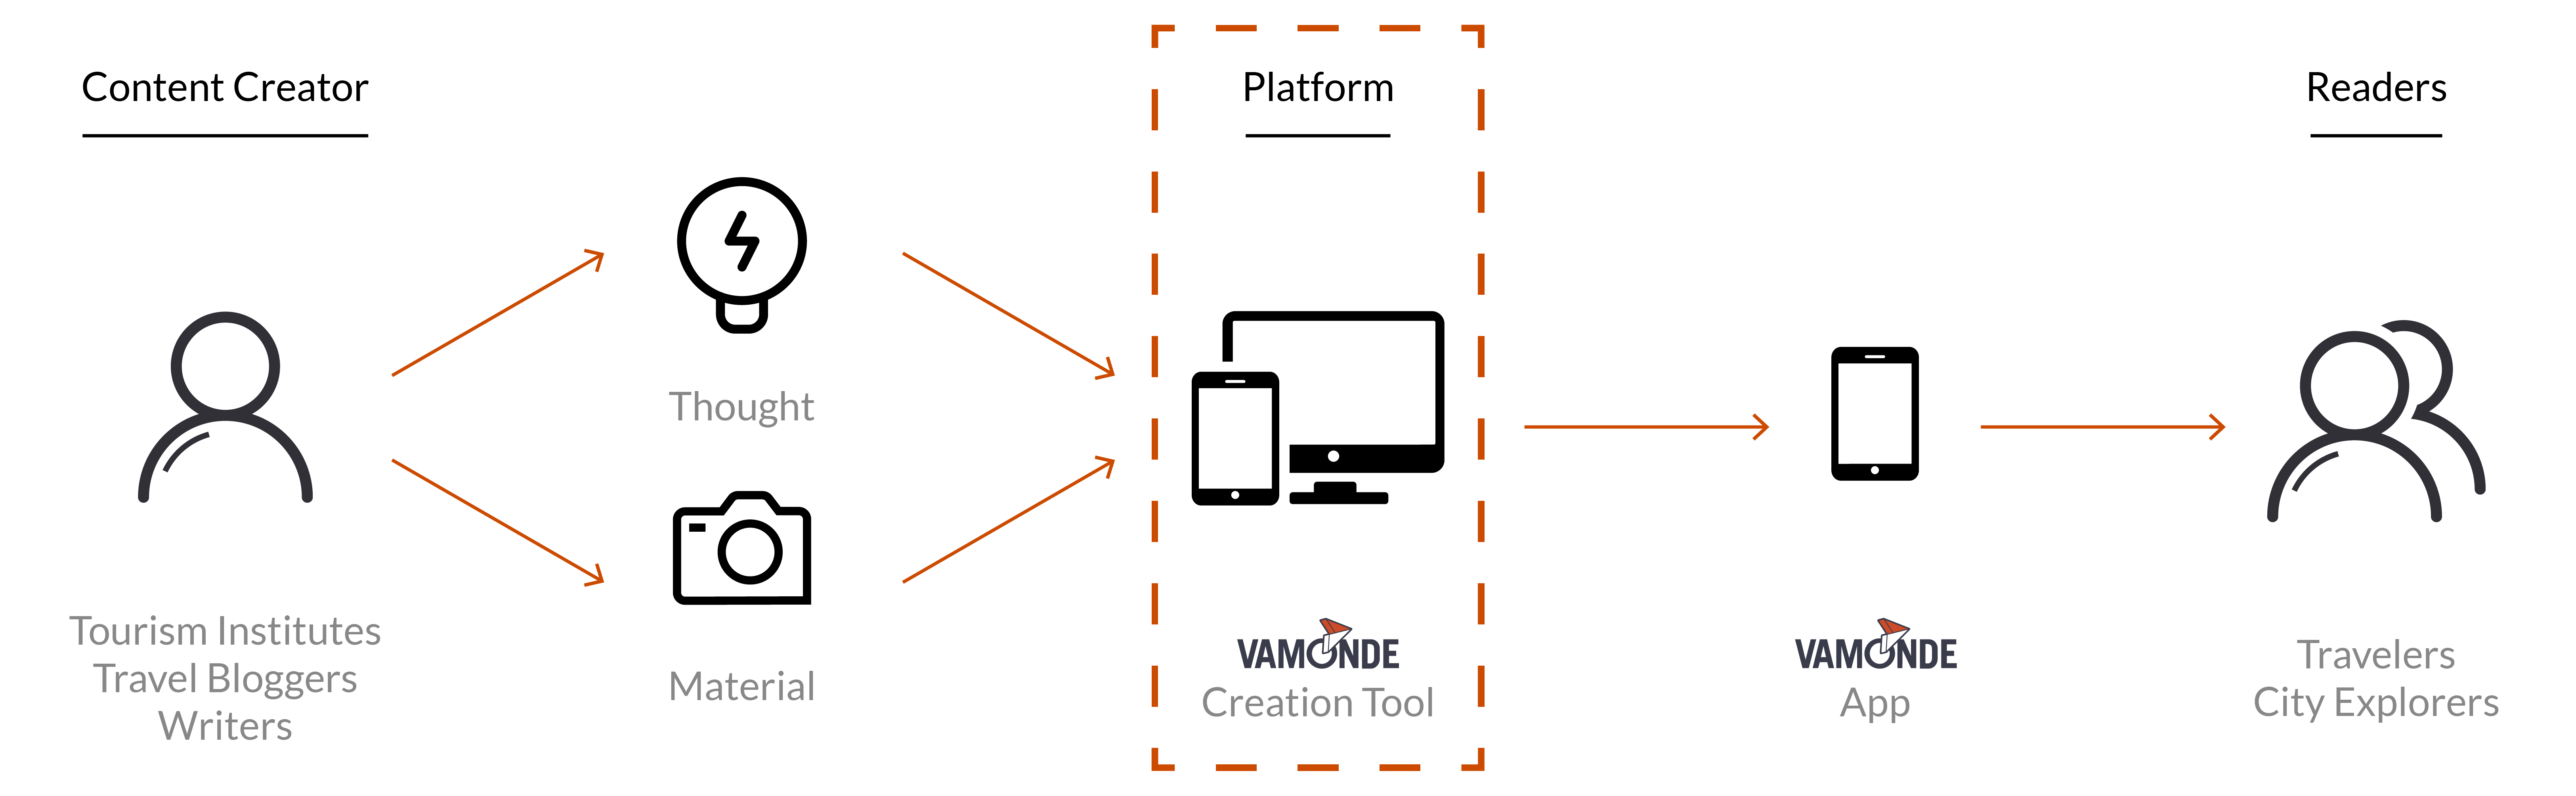 Content Creator
Platform
Readers
Thought
Material
Tourism Institutes
Travel Bloggers
Writers
VAMONDE
Creation Tool
VAMONDE
App
Travelers
City Explorers